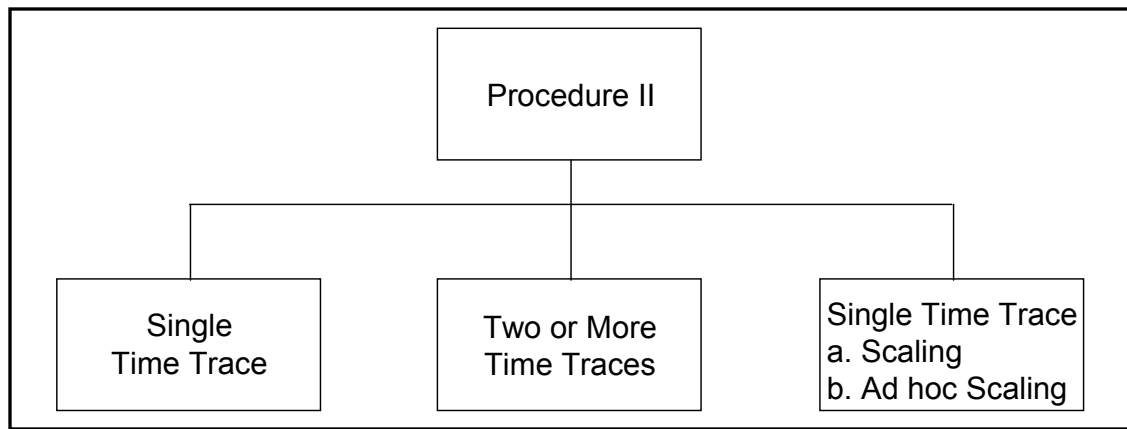 Procedure II
Single
Time Trace
Two or More
Time Traces
Single Time Trace
a. Scaling
b. Ad hoc Scaling